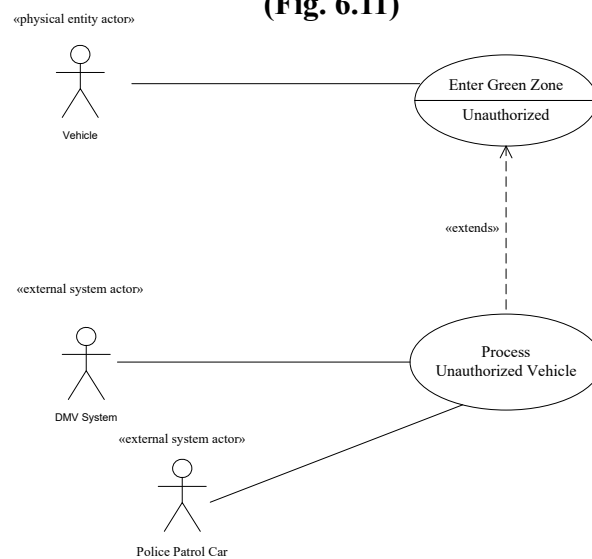 (Fig. 6.11)
«physical entity actor»
Vehicle
Enter Green Zone
Unauthorized
«extends»
«external system actor»
DMV System
Process
Unauthorized Vehicle
«external system actor»
Police Patrol Car